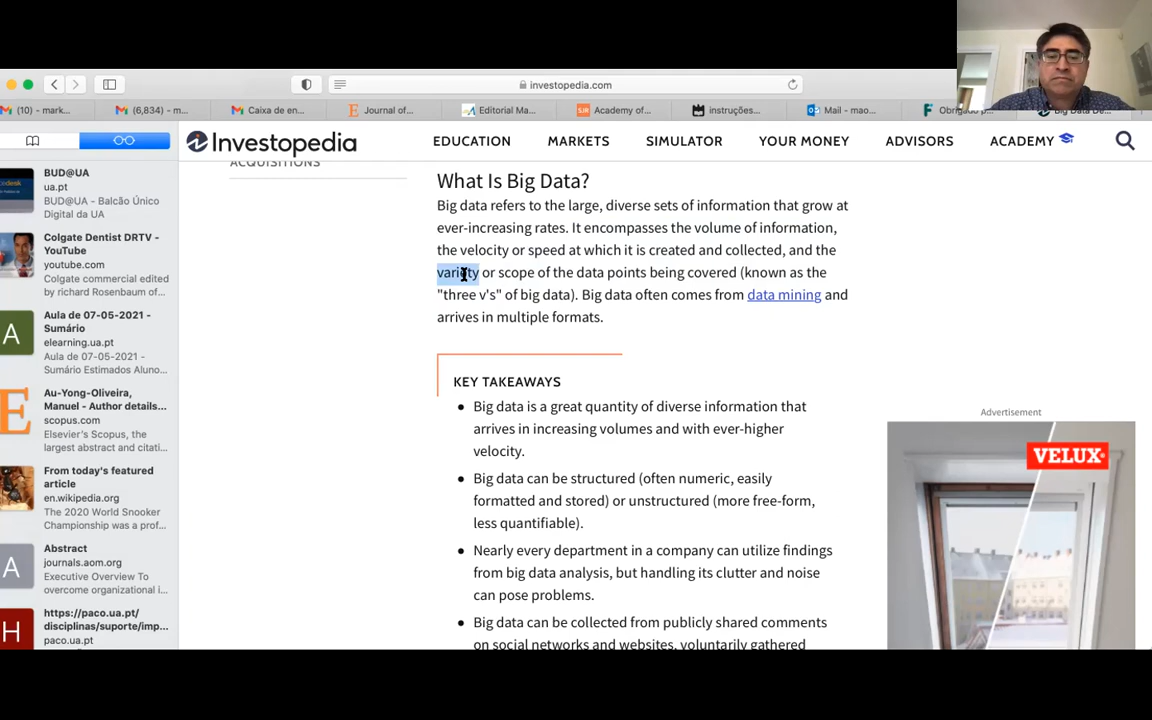 investopedia.com
(10) - mark...
(6,834) - m...
Caixa de en...
Journal of...
Editorial Ma...
Academy of...
instruções...
Mail - mao...
Obrigado p...
Big Data De...
Investopedia
EDUCATION
MARKETS
SIMULATOR
YOUR MONEY
ADVISORS
ACADEMY
ACQUISITIONS
BUD@UA
ua.pt
BUD@UA - Balcão Único
Digital da UA
Colgate Dentist DRTV -
YouTube
youtube.com
Colgate commercial edited
by richard Rosenbaum of...
Aula de 07-05-2021 -
Sumário
elearning.ua.pt
Aula de 07-05-2021 -
Sumário Estimados Aluno...
Au-Yong-Oliveira,
Manuel - Author details...
scopus.com
Elsevier's Scopus, the
largest abstract and citati...
From today's featured
article
en.wikipedia.org
The 2020 World Snooker
Championship was a prof...
Abstract
journals.aom.org
Executive Overview To
overcome organizational i...
https://paco.ua.pt/
disciplinas/suporte/imp...
paco.ua.pt
What Is Big Data?
Big data refers to the large, diverse sets of information that grow at
ever-increasing rates. It encompasses the volume of information,
the velocity or speed at which it is created and collected, and the
variety or scope of the data points being covered (known as the
"three v's" of big data). Big data often comes from data mining and
arrives in multiple formats.
KEY TAKEAWAYS
• Big data is a great quantity of diverse information that
arrives in increasing volumes and with ever-higher
velocity.
• Big data can be structured (often numeric, easily
formatted and stored) or unstructured (more free-form,
less quantifiable).
• Nearly every department in a company can utilize findings
from big data analysis, but handling its clutter and noise
can pose problems.
• Big data can be collected from publicly shared comments
on social networks and websites, voluntarily gathered
Advertisement
VELUX